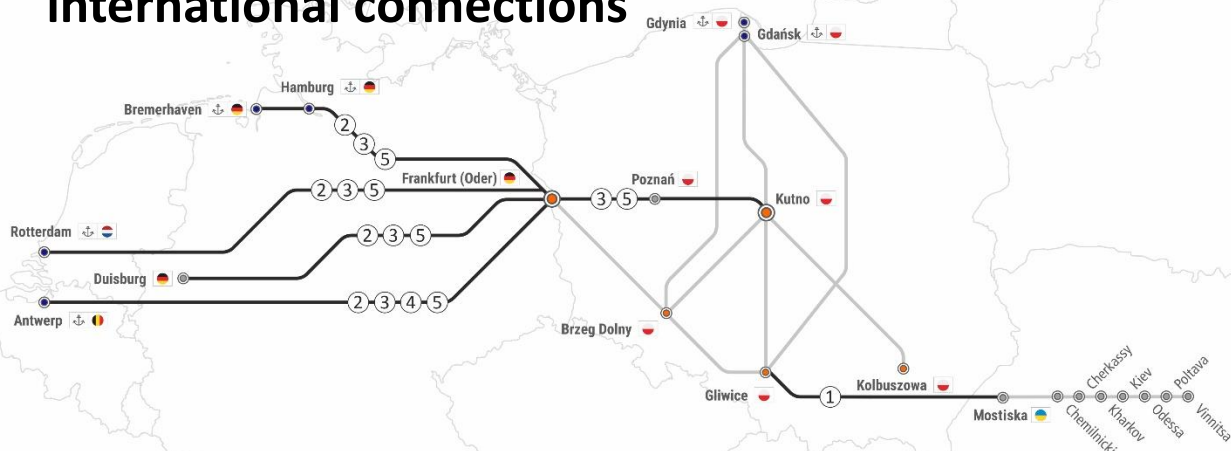 international connections
Gdynia
Gdańsk
Hamburg
Bremerhaven
2
3
5
Frankfurt (Oder)
2 3 5
Poznań
3 5
Kutno
Rotterdam
2 3 5
Duisburg
2 3 4 5
Antwerp
Brzeg Dolny
Gliwice
1
Kolbuszowa
Mostiska
Cherkassy
Kiev
Poltava
Chemilnicki
Kharkov
Odessa
Vinnitsa